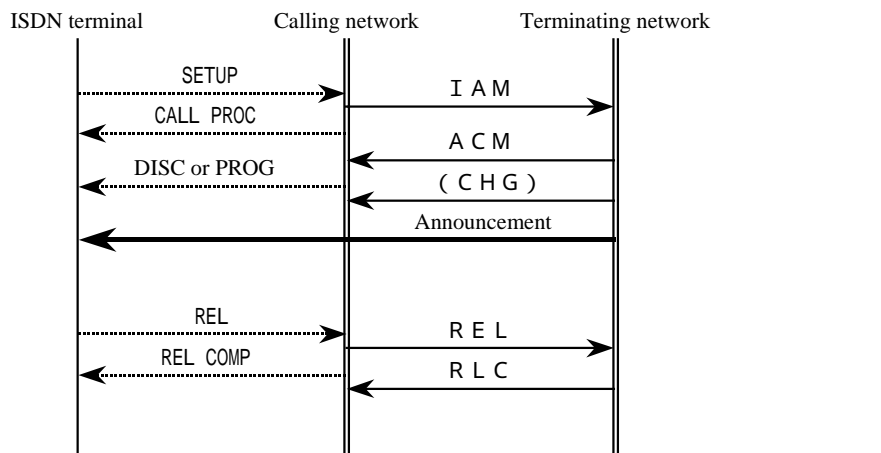 ISDN terminal Calling network Terminating network
SETUP
IAM
CALL PROC
ACM
DISC or PROG
(CHG)
Announcement
REL
REL
REL COMP
RLC